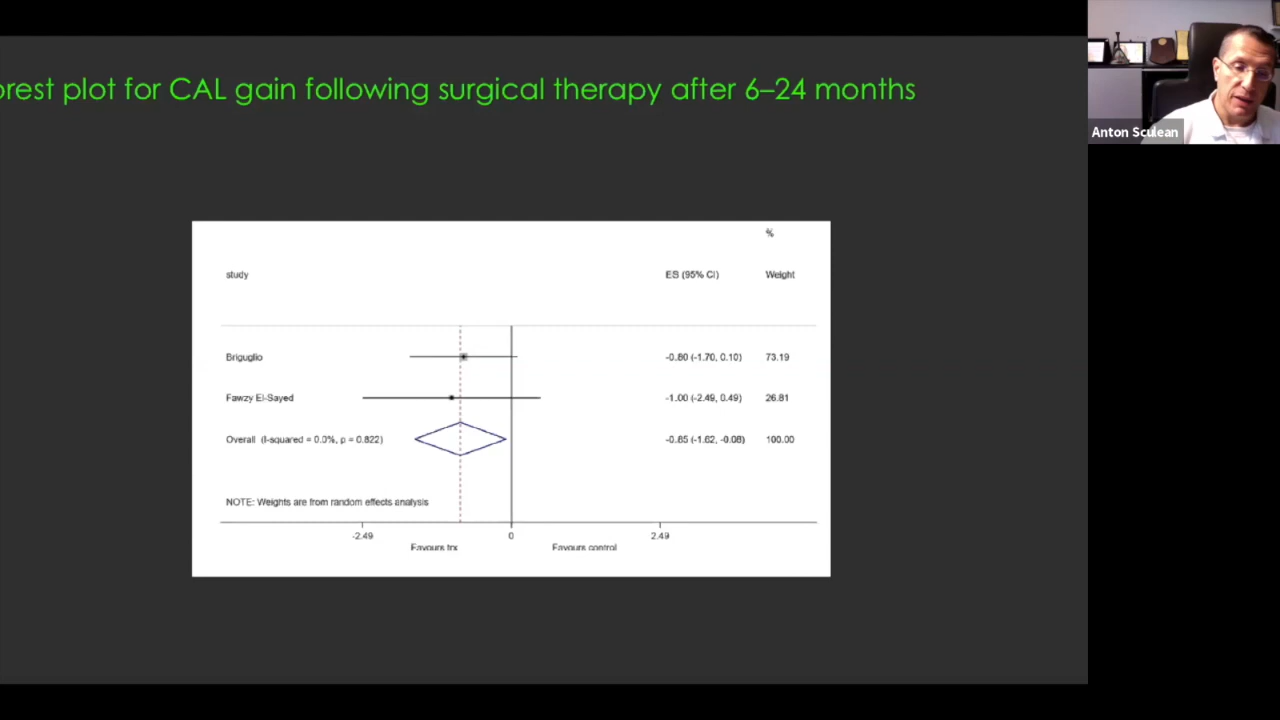 orest plot for CAL gain following surgical therapy after 6–24 months
Anton Sculean
%
study ES (95% CI) Weight
Briguglio -0.80 (-1.70, 0.10) 73.19
Fawzy El-Sayed -1.00 (-2.49, 0.49) 26.81
Overall (I-squared = 0.0%, p = 0.822) -0.85 (-1.62, -0.08) 100.00
NOTE: Weights are from random effects analysis
-2.49 0 2.49
Favours trx Favours control